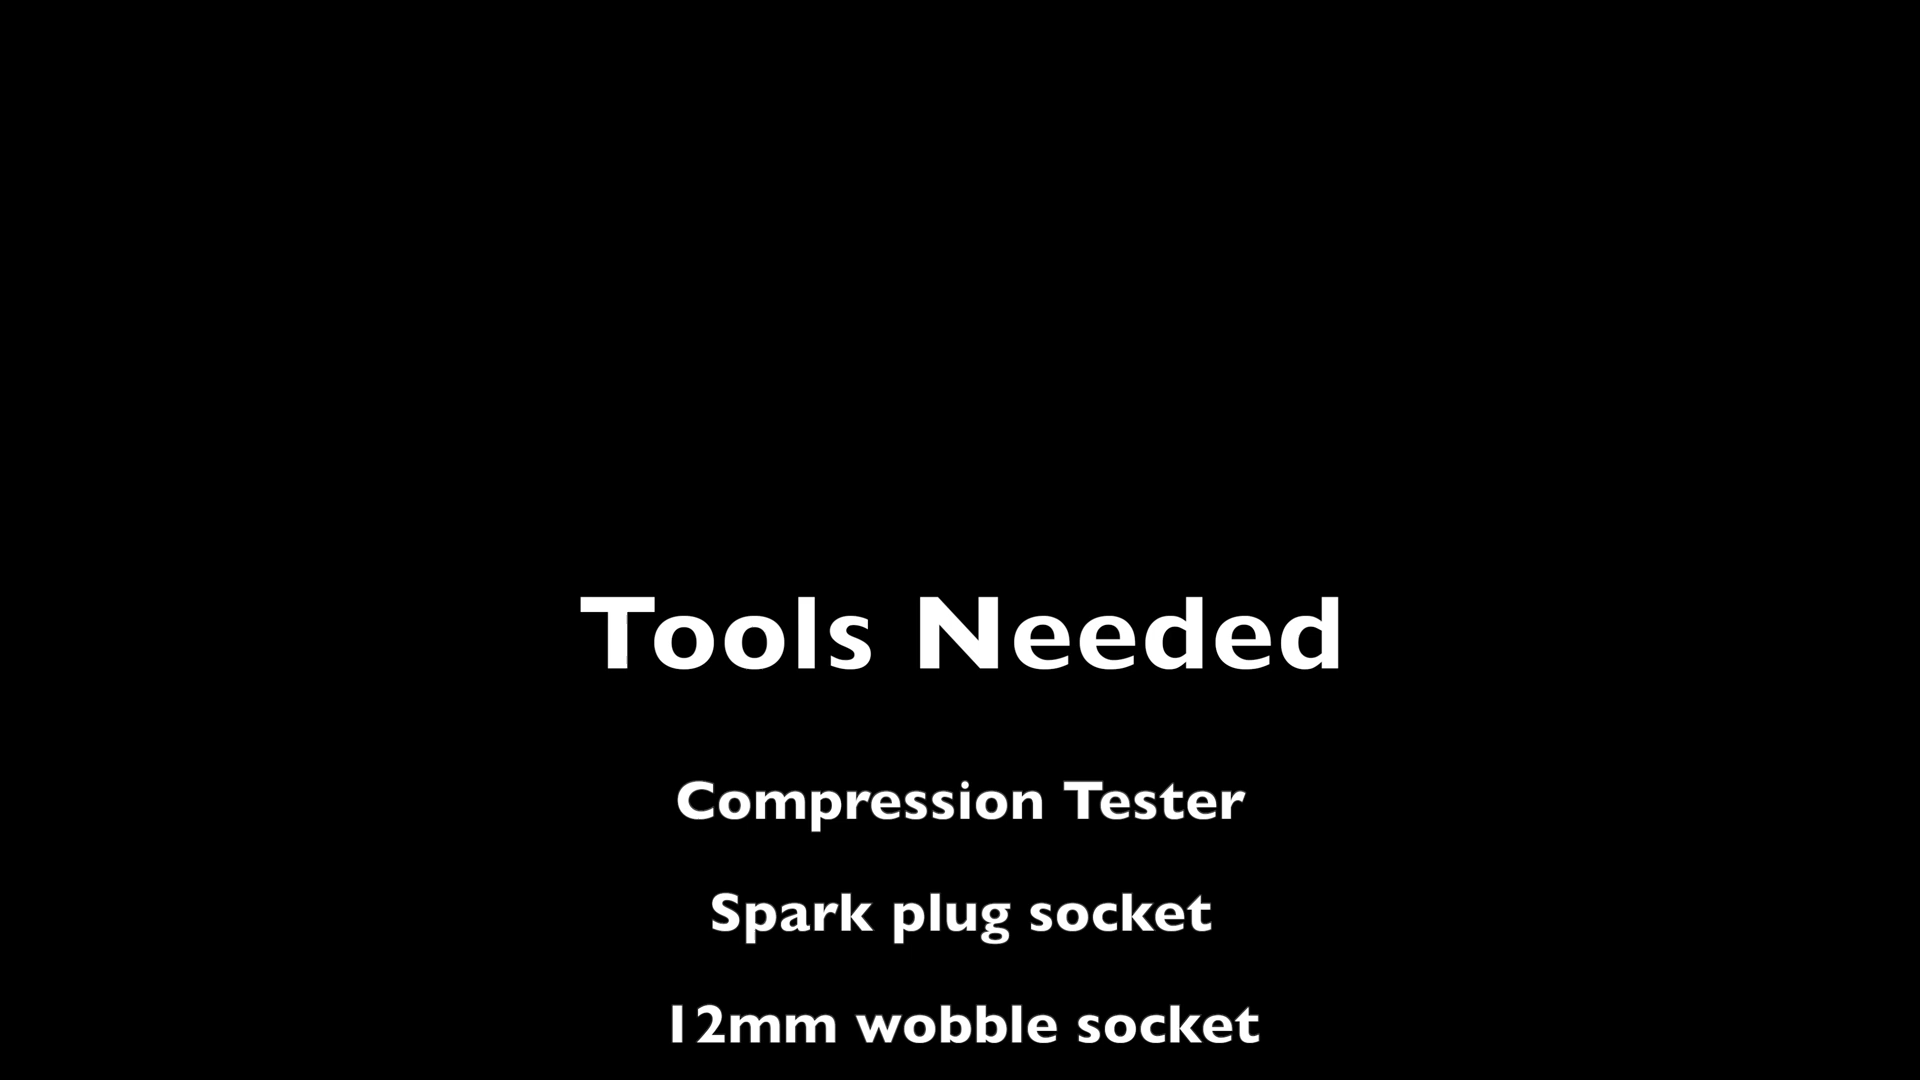 Tools Needed
Compression Tester
Spark plug socket
12mm wobble socket